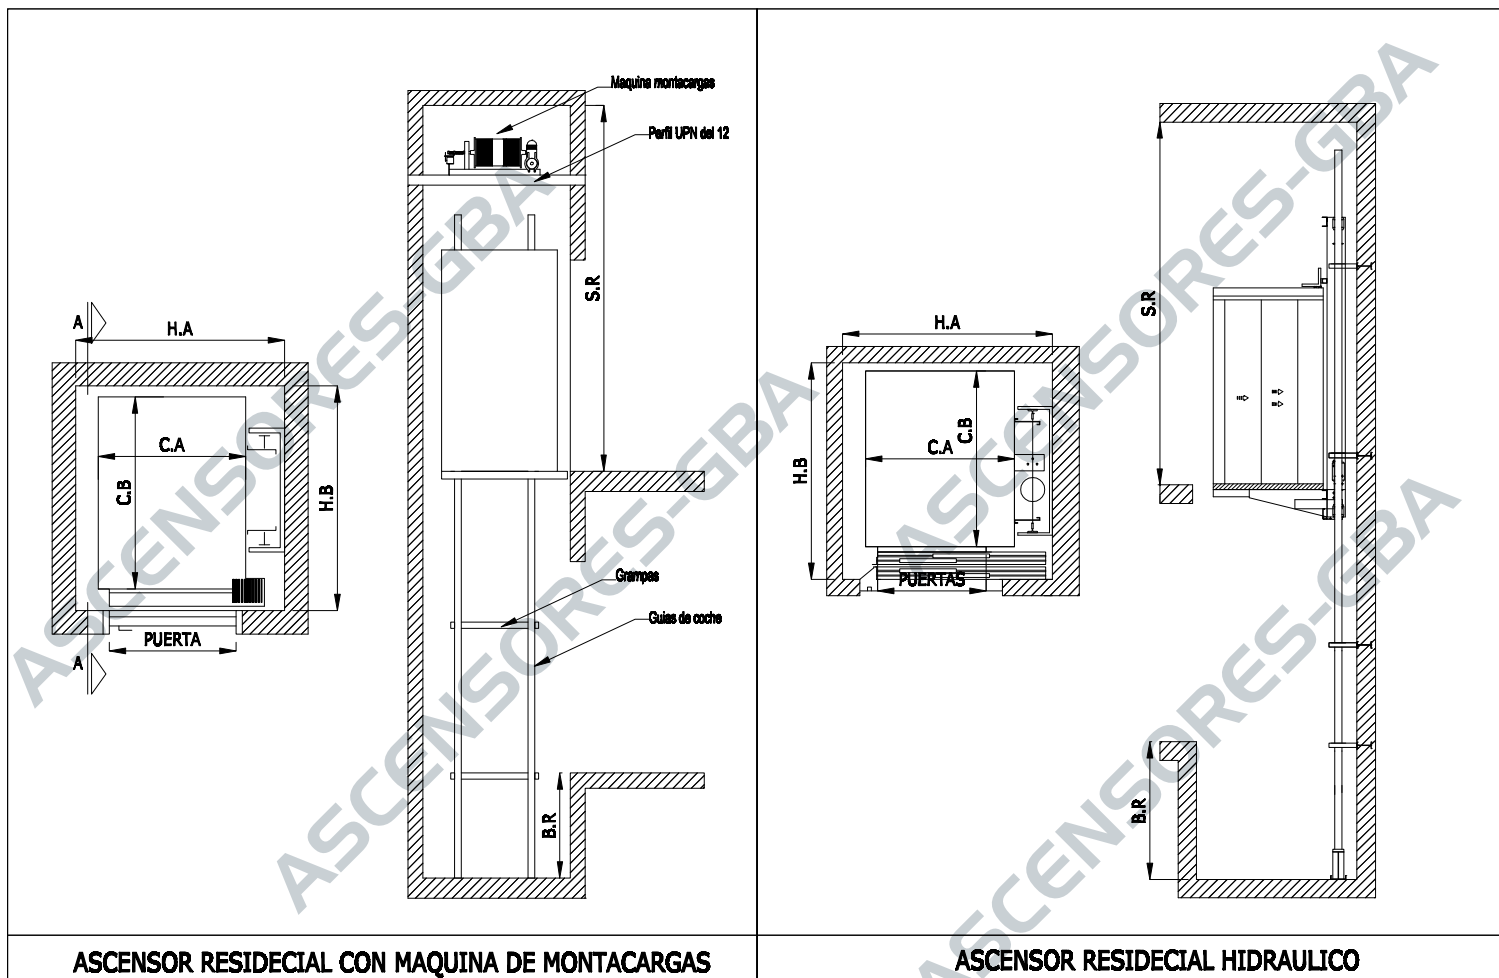 Maquina montacargas
Perfil UPN del 12
S.R
A
H.A
C.A
C.B
H.B
PUERTA
A
Grampas
Guias de coche
B.R
ASCENSOR RESIDECIAL CON MAQUINA DE MONTACARGAS
H.A
C.B
C.A
H.B
PUERTAS
S.R
B.R
ASCENSOR RESIDECIAL HIDRAULICO
ASCENSORES-GBA
ASCENSORES-GBA
ASCENSORES-GBA
ASCENSORES-GBA